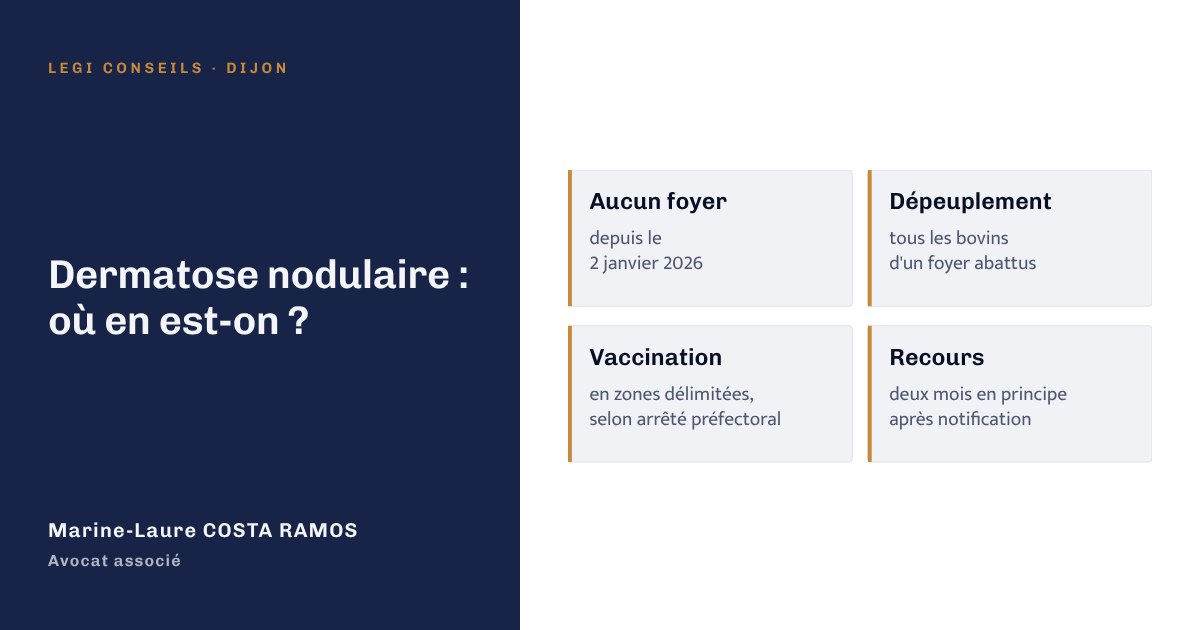 LEGI CONSEILS · DIJON
Dermatose nodulaire :
où en est-on ?
Marine-Laure COSTA RAMOS
Avocat associé
Aucun foyer
depuis le
2 janvier 2026
Dépeuplement
tous les bovins
d'un foyer abattus
Vaccination
en zones délimitées,
selon arrêté préfectoral
Recours
deux mois en principe
après notification